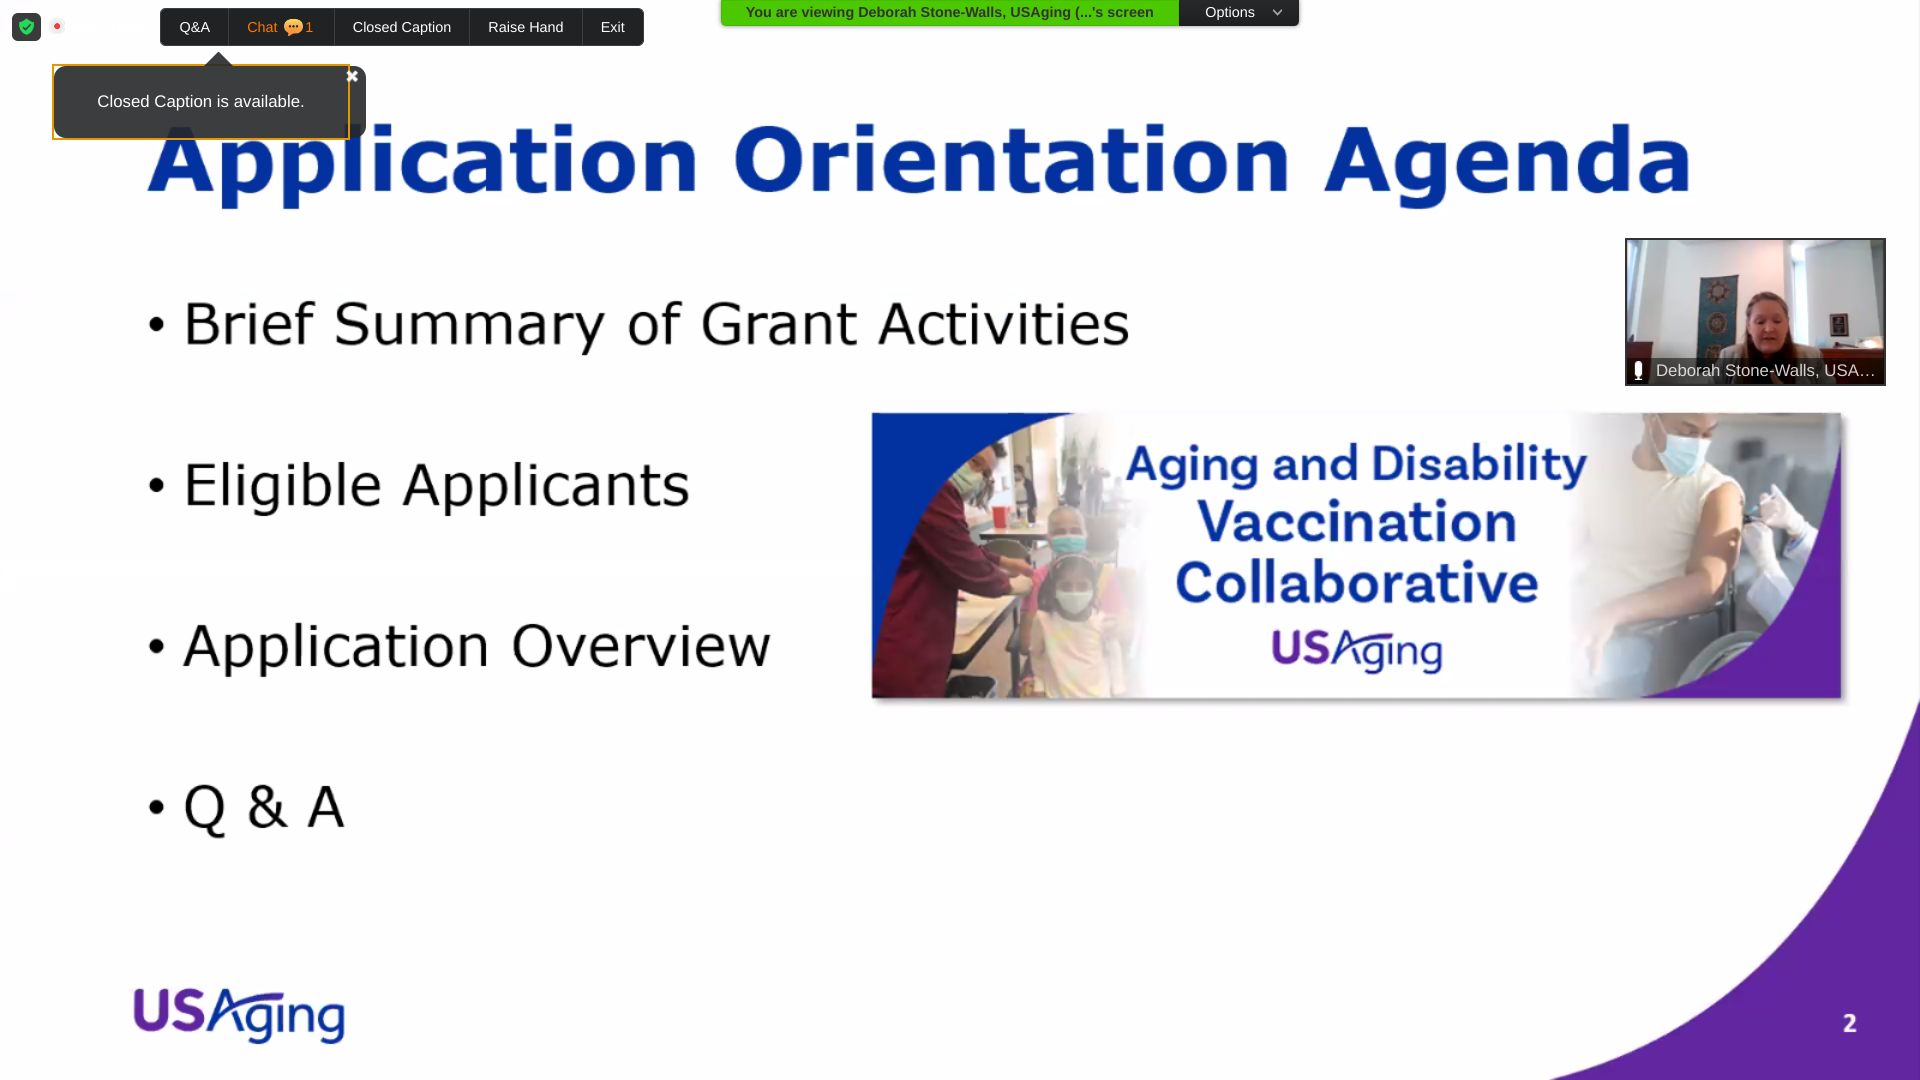 Q&A Chat 1 Closed Caption Raise Hand Exit
You are viewing Deborah Stone-Walls, USAging (...'s screen Options
Closed Caption is available.
Application Orientation Agenda
• Brief Summary of Grant Activities
Deborah Stone-Walls, USA...
• Eligible Applicants
Aging and Disability
Vaccination
Collaborative
USAging
• Application Overview
• Q & A
USAging
2